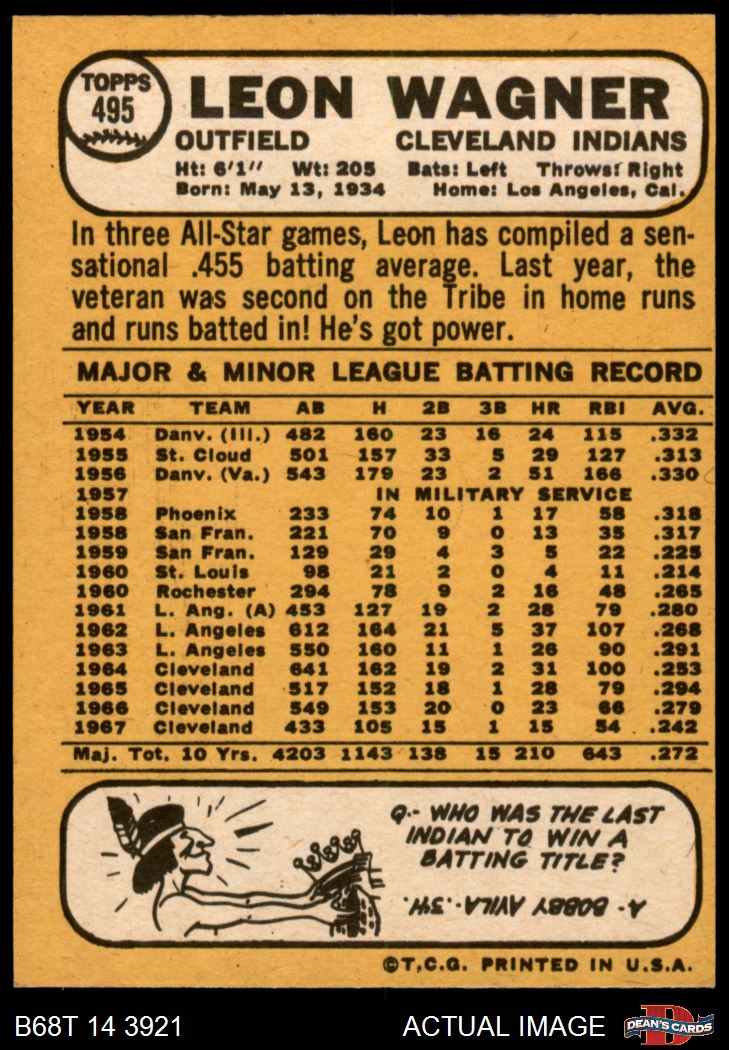 TOPPS
495
LEON WAGNER
OUTFIELD CLEVELAND INDIANS
Ht: 6'1" Wt: 205 Bats: Left Throws: Right
Born: May 13, 1934 Home: Los Angeles, Cal.
In three All-Star games, Leon has compiled a sen-
sational .455 batting average. Last year, the
veteran was second on the Tribe in home runs
and runs batted in! He's got power.
MAJOR & MINOR LEAGUE BATTING RECORD
YEAR TEAM AB H 2B 3B HR RBI AVG.
1954 Danv. (Ill.) 482 160 23 16 24 115 .332
1955 St. Cloud 501 157 33 5 29 127 .313
1956 Danv. (Va.) 543 179 23 2 51 166 .330
1957 IN MILITARY SERVICE
1958 Phoenix 233 74 10 1 17 58 .318
1958 San Fran. 221 70 9 0 13 35 .317
1959 San Fran. 129 29 4 3 5 22 .225
1960 St. Louis 98 21 2 0 4 11 .214
1960 Rochester 294 78 9 2 16 48 .265
1961 L. Ang. (A) 453 127 19 2 28 79 .280
1962 L. Angeles 612 164 21 5 37 107 .268
1963 L. Angeles 550 160 11 1 26 90 .291
1964 Cleveland 641 162 19 2 31 100 .253
1965 Cleveland 517 152 18 1 28 79 .294
1966 Cleveland 549 153 20 0 23 66 .279
1967 Cleveland 433 105 15 1 15 54 .242
Maj. Tot. 10 Yrs. 4203 1143 138 15 210 643 .272
Q.- WHO WAS THE LAST
INDIAN TO WIN A
BATTING TITLE?
A- BOBBY AVILA-.341.
©T.C.G. PRINTED IN U.S.A.
B68T 14 3921 ACTUAL IMAGE
DEAN'S CARDS